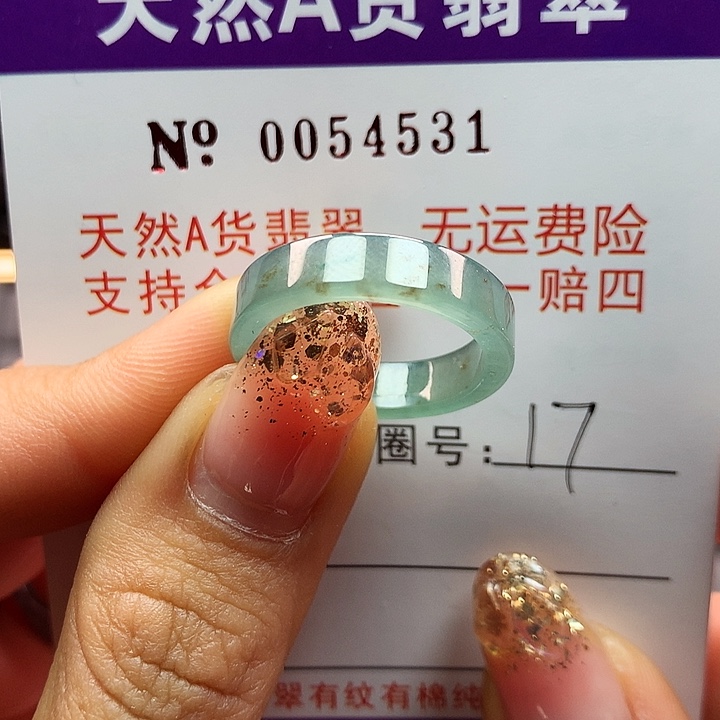 天然A货翡翠
Nº 0054531
天然A货翡翠 无运费险
支持 一赔四
圈号: 17
翠有纹有棉纯